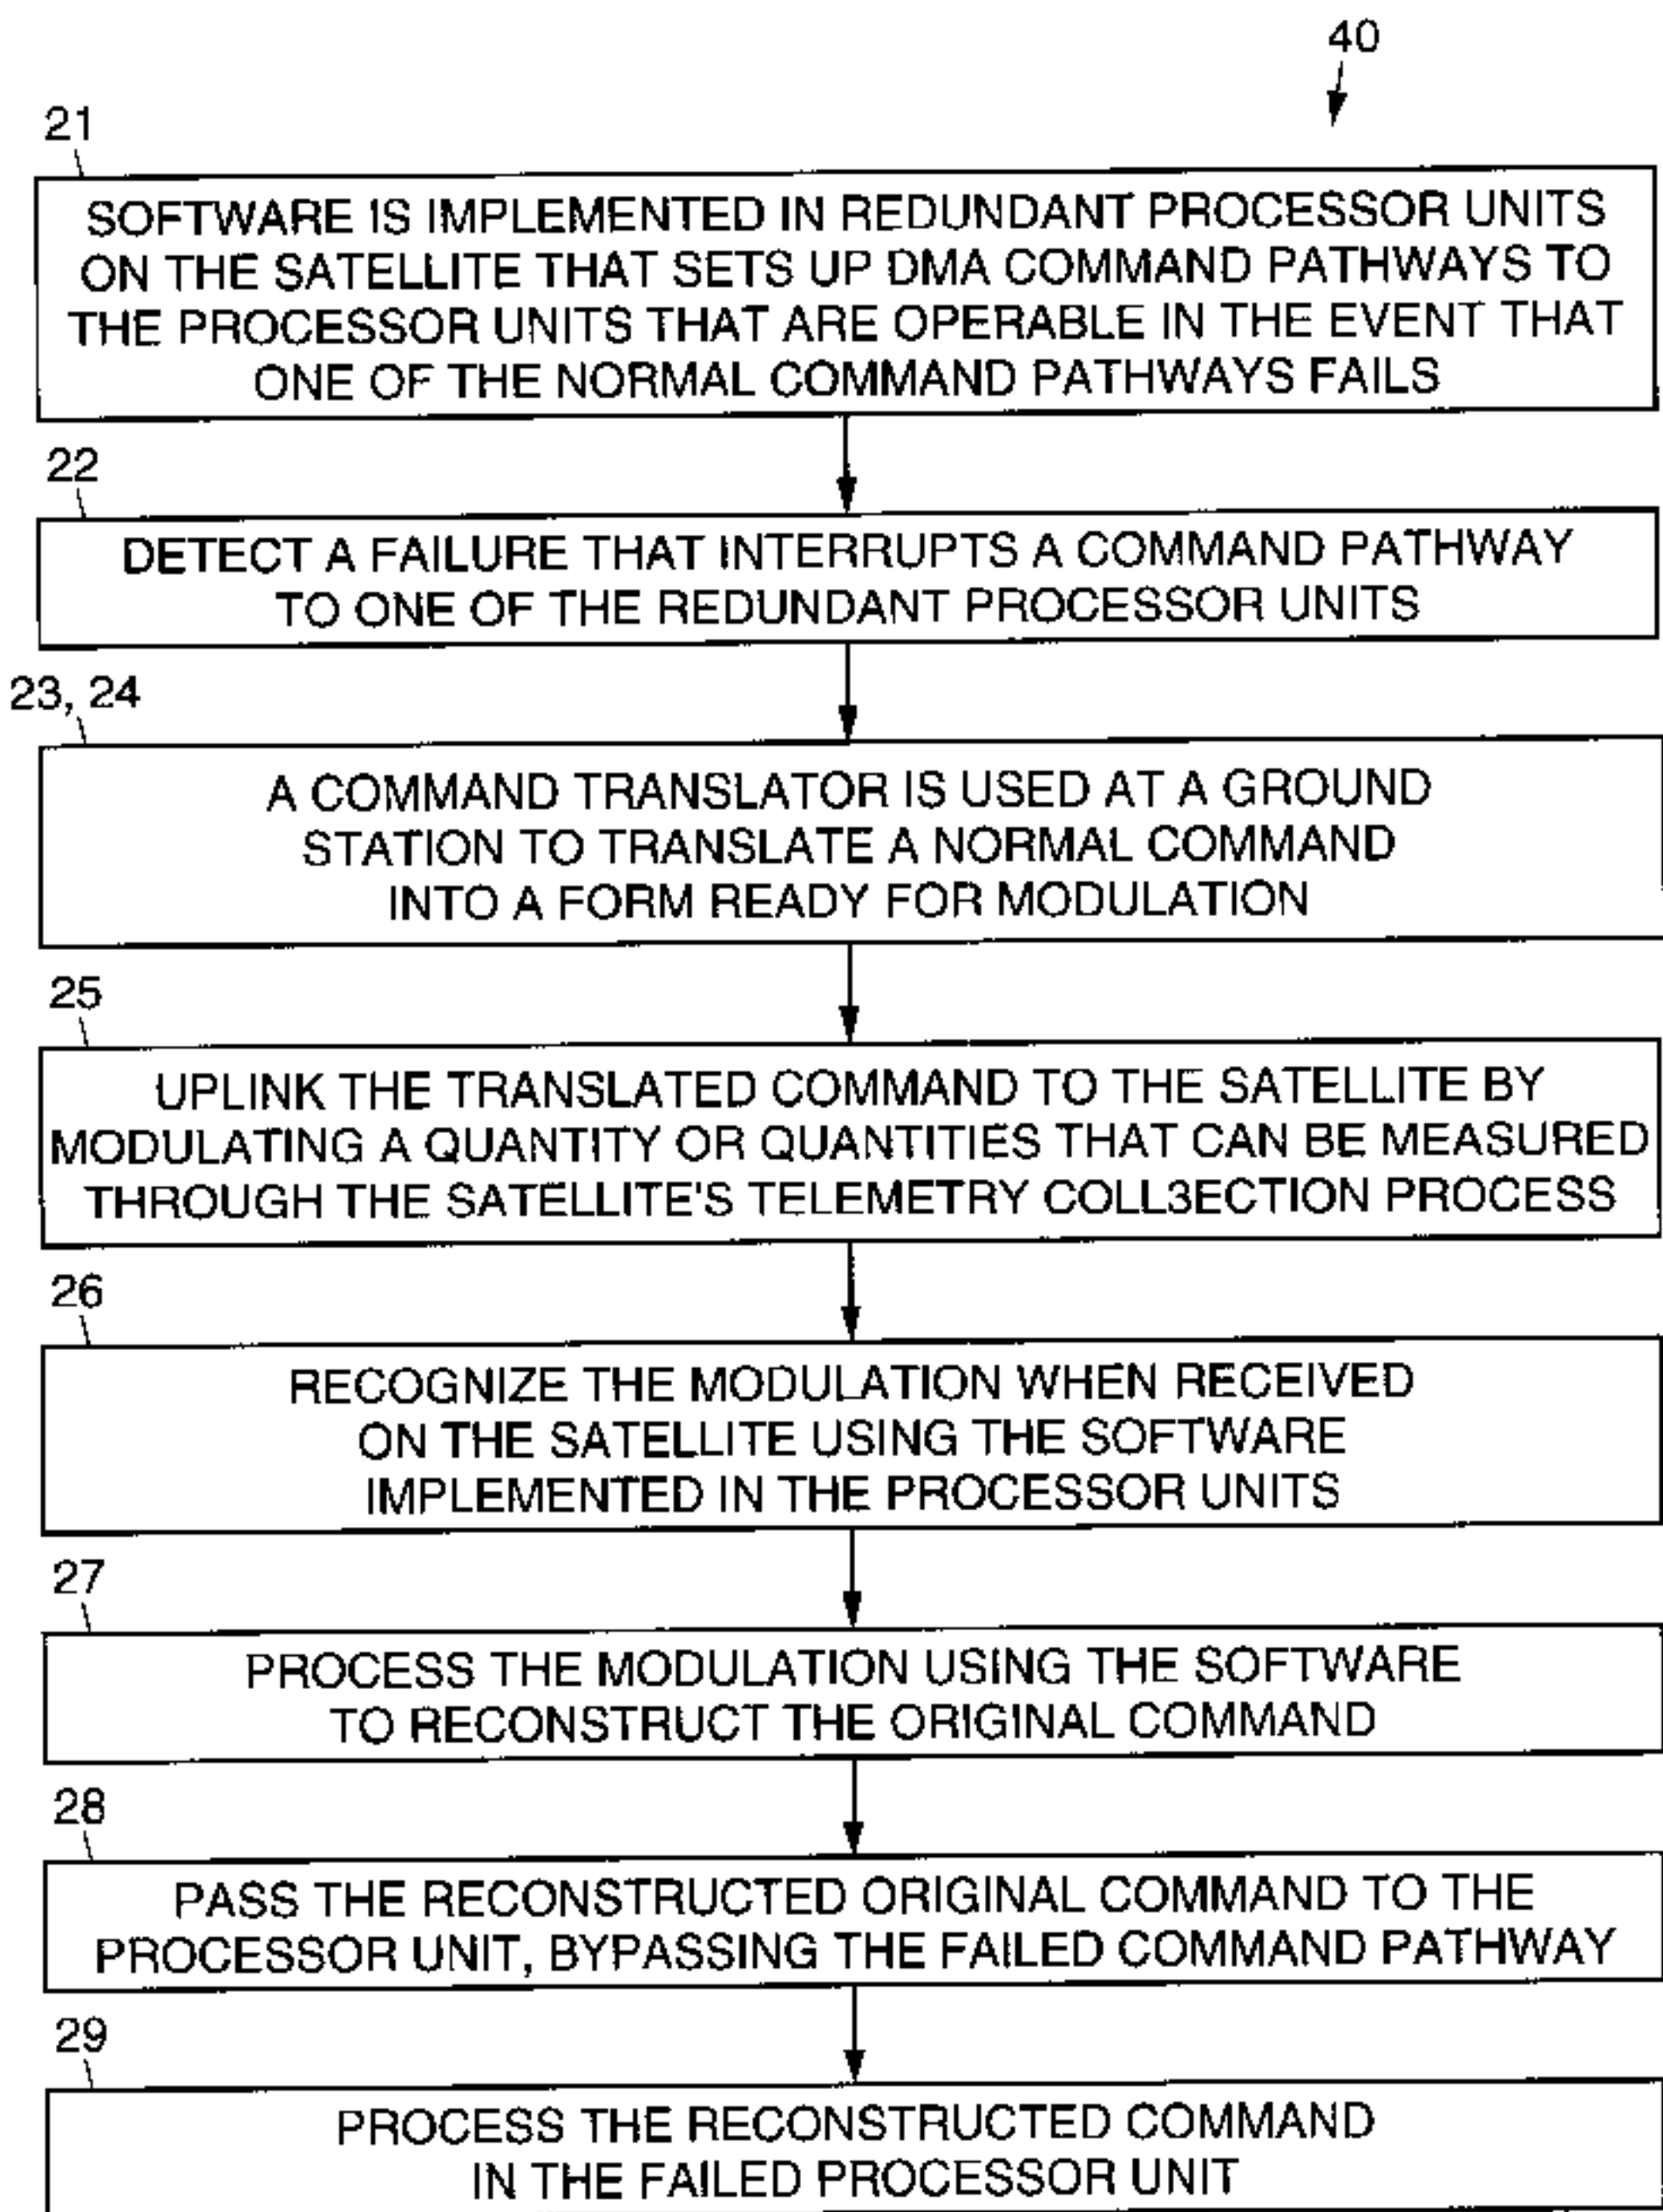 40
21
SOFTWARE IS IMPLEMENTED IN REDUNDANT PROCESSOR UNITS
ON THE SATELLITE THAT SETS UP DMA COMMAND PATHWAYS TO
THE PROCESSOR UNITS THAT ARE OPERABLE IN THE EVENT THAT
ONE OF THE NORMAL COMMAND PATHWAYS FAILS
22
DETECT A FAILURE THAT INTERRUPTS A COMMAND PATHWAY
TO ONE OF THE REDUNDANT PROCESSOR UNITS
23, 24
A COMMAND TRANSLATOR IS USED AT A GROUND
STATION TO TRANSLATE A NORMAL COMMAND
INTO A FORM READY FOR MODULATION
25
UPLINK THE TRANSLATED COMMAND TO THE SATELLITE BY
MODULATING A QUANTITY OR QUANTITIES THAT CAN BE MEASURED
THROUGH THE SATELLITE'S TELEMETRY COLL3ECTION PROCESS
26
RECOGNIZE THE MODULATION WHEN RECEIVED
ON THE SATELLITE USING THE SOFTWARE
IMPLEMENTED IN THE PROCESSOR UNITS
27
PROCESS THE MODULATION USING THE SOFTWARE
TO RECONSTRUCT THE ORIGINAL COMMAND
28
PASS THE RECONSTRUCTED ORIGINAL COMMAND TO THE
PROCESSOR UNIT, BYPASSING THE FAILED COMMAND PATHWAY
29
PROCESS THE RECONSTRUCTED COMMAND
IN THE FAILED PROCESSOR UNIT